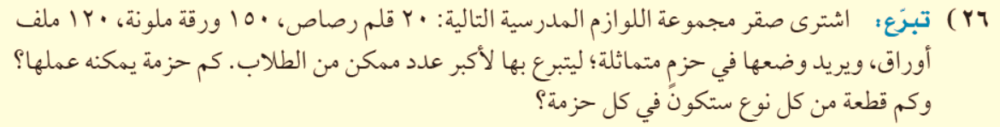 ٢٦) تبرّع: اشترى صقر مجموعة اللوازم المدرسية التالية: ٢٠ قلم رصاص، ١٥٠ ورقة ملونة، ١٢٠ ملف
أوراق، ويريد وضعها في حزمٍ متماثلة؛ ليتبرع بها لأكبر عدد ممكن من الطلاب. كم حزمة يمكنه عملها؟
وكم قطعة من كل نوع ستكون في كل حزمة؟